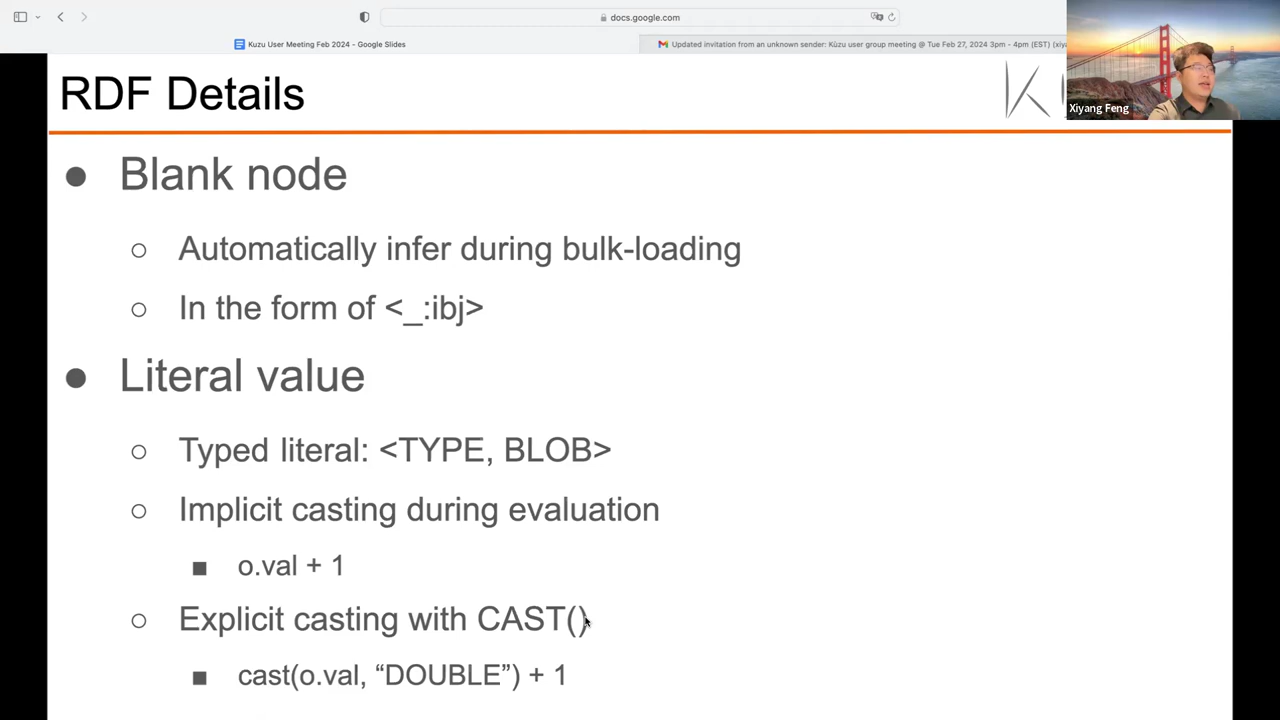 docs.google.com
Kuzu User Meeting Feb 2024 - Google Slides
Updated invitation from an unknown sender: Kùzu user group meeting @ Tue Feb 27, 2024 3pm - 4pm (EST) (xiy
RDF Details
K
Xiyang Feng
● Blank node
○ Automatically infer during bulk-loading
○ In the form of <_:ibj>
● Literal value
○ Typed literal: <TYPE, BLOB>
○ Implicit casting during evaluation
■ o.val + 1
○ Explicit casting with CAST()
■ cast(o.val, “DOUBLE”) + 1